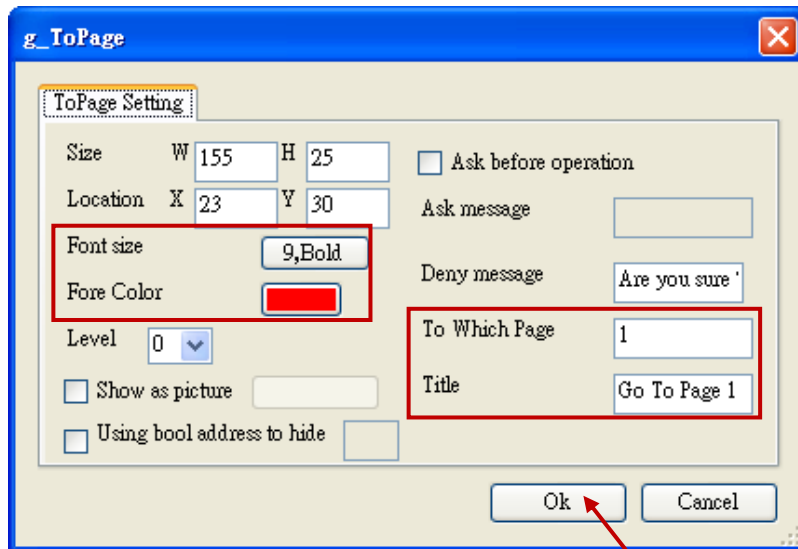 g_ToPage
ToPage Setting
Size W 155 H 25
Location X 23 Y 30
Font size 9,Bold
Fore Color
Level 0
Show as picture
Using bool address to hide
Ask before operation
Ask message
Deny message Are you sure '
To Which Page 1
Title Go To Page 1
Ok Cancel